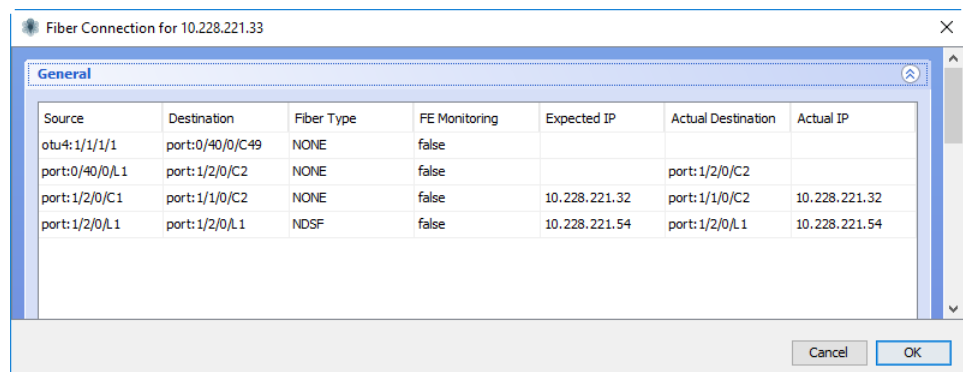 Fiber Connection for 10.228.221.33
General
Source Destination Fiber Type FE Monitoring Expected IP Actual Destination Actual IP
otu4:1/1/1/1 port:0/40/0/C49 NONE false
port:0/40/0/L1 port:1/2/0/C2 NONE false port:1/2/0/C2
port:1/2/0/C1 port:1/1/0/C2 NONE false 10.228.221.32 port:1/1/0/C2 10.228.221.32
port:1/2/0/L1 port:1/2/0/L1 NDSF false 10.228.221.54 port:1/2/0/L1 10.228.221.54
Cancel OK